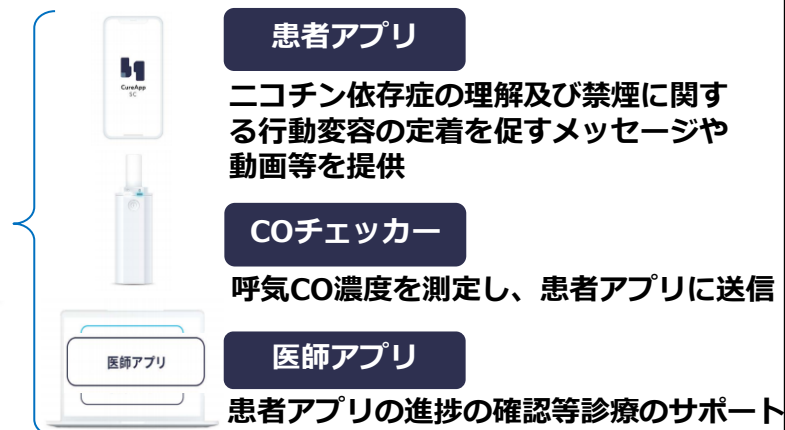 患者アプリ
CureApp
SC
ニコチン依存症の理解及び禁煙に関す
る行動変容の定着を促すメッセージや
動画等を提供
COチェッカー
呼気CO濃度を測定し、患者アプリに送信
医師アプリ
医師アプリ
患者アプリの進捗の確認等診療のサポート